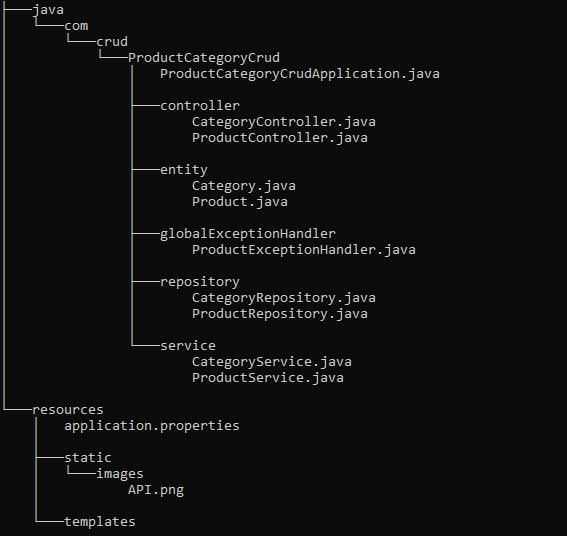 java
com
crud
ProductCategoryCrud
ProductCategoryCrudApplication.java
controller
CategoryController.java
ProductController.java
entity
Category.java
Product.java
globalExceptionHandler
ProductExceptionHandler.java
repository
CategoryRepository.java
ProductRepository.java
service
CategoryService.java
ProductService.java
resources
application.properties
static
images
API.png
templates